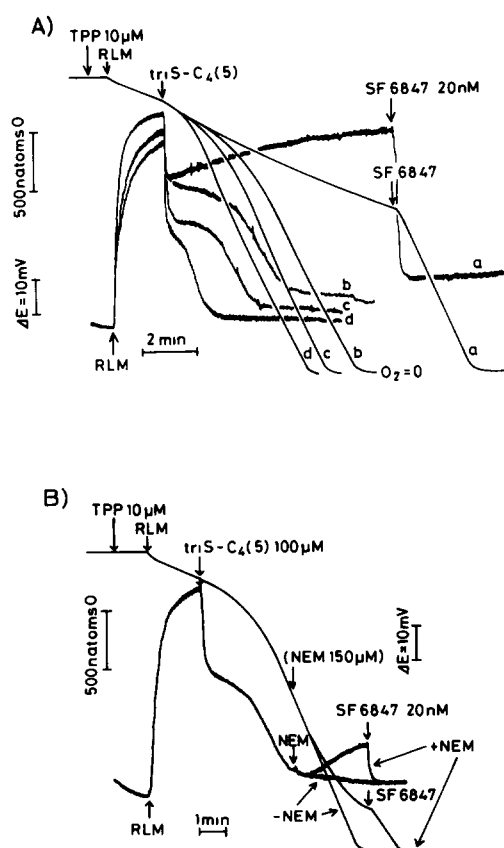 A)
TPP 10µM
RLM
triS-C₄(5)
SF 6847 20nM
SF 6847
500natoms O
ΔE=10mV
a
b
c
d
RLM
2 min
d c b O₂=0
a
B)
TPP 10µM
RLM
triS-C₄(5) 100µM
500natoms O
ΔE=10mV
(NEM 150µM)
SF 6847 20nM
NEM
+NEM
SF 6847
-NEM
RLM
1min